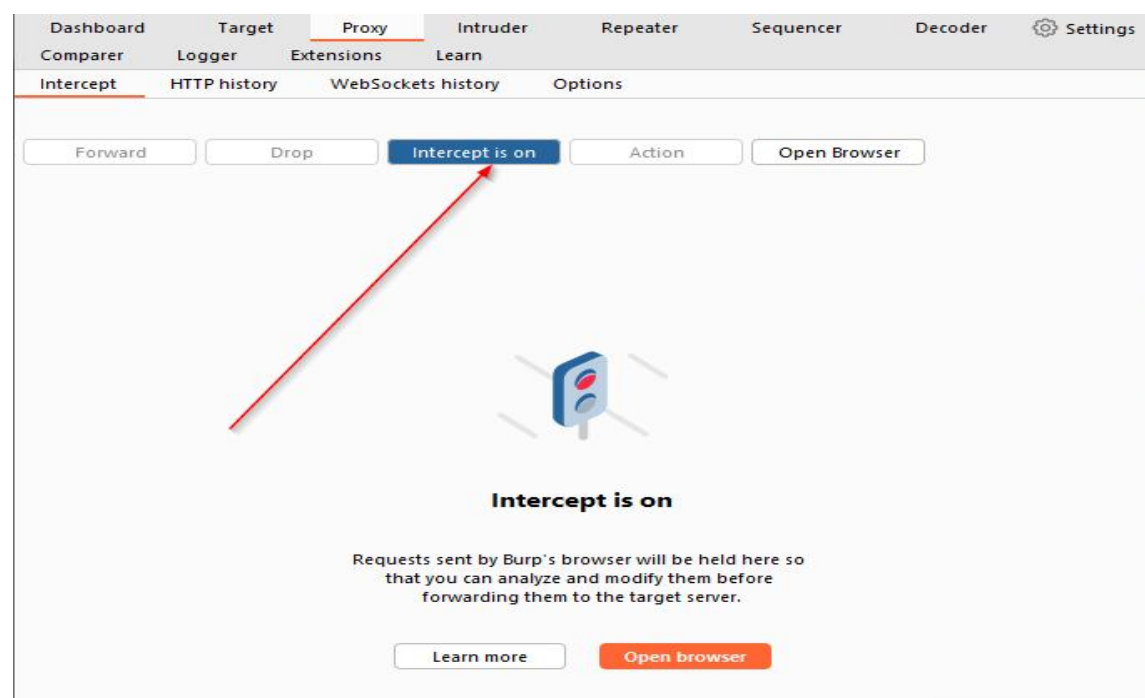 Dashboard Target Proxy Intruder Repeater Sequencer Decoder Settings
Comparer Logger Extensions Learn
Intercept HTTP history WebSockets history Options
Forward Drop Intercept is on Action Open Browser
Intercept is on
Requests sent by Burp's browser will be held here so
that you can analyze and modify them before
forwarding them to the target server.
Learn more Open browser